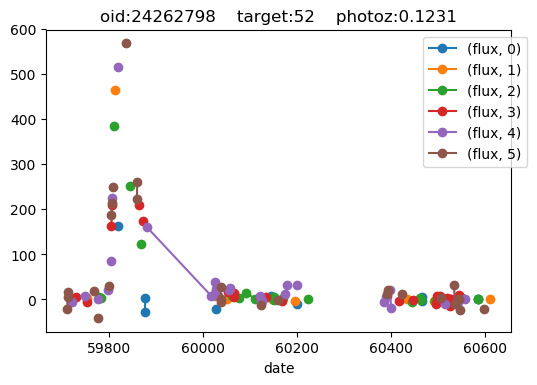 oid:24262798 target:52 photoz:0.1231
600
500
400
300
200
100
0
59800
60000
60200
60400
60600
date
(flux, 0)
(flux, 1)
(flux, 2)
(flux, 3)
(flux, 4)
(flux, 5)